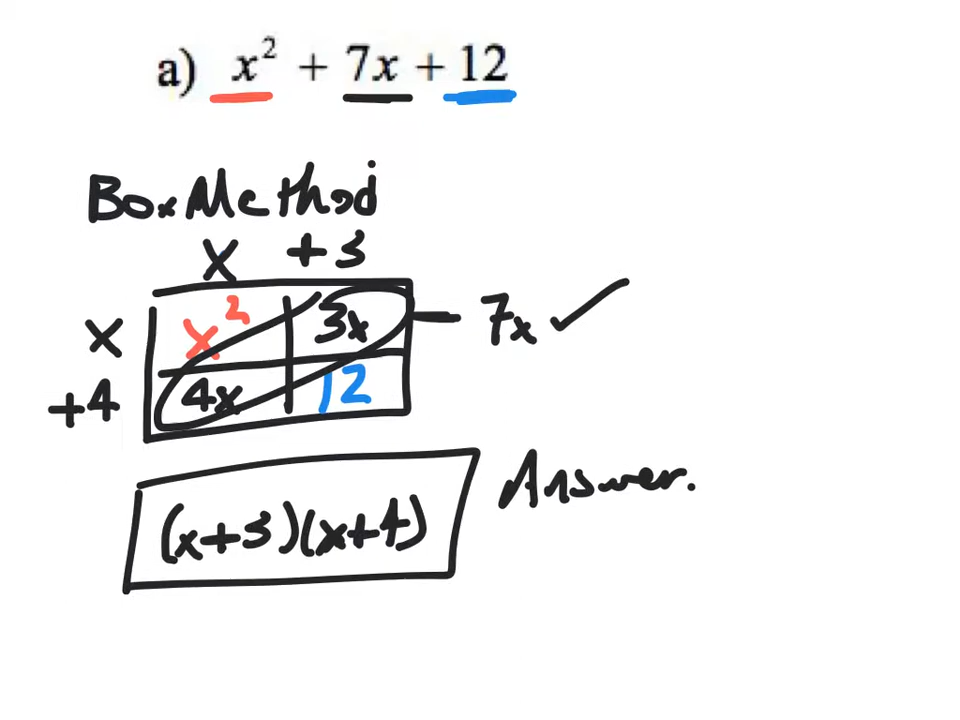 a) x² + 7x + 12
Box Method
x +3
x x² 3x — 7x ✓
+4 4x 12
(x+3)(x+4) Answer.